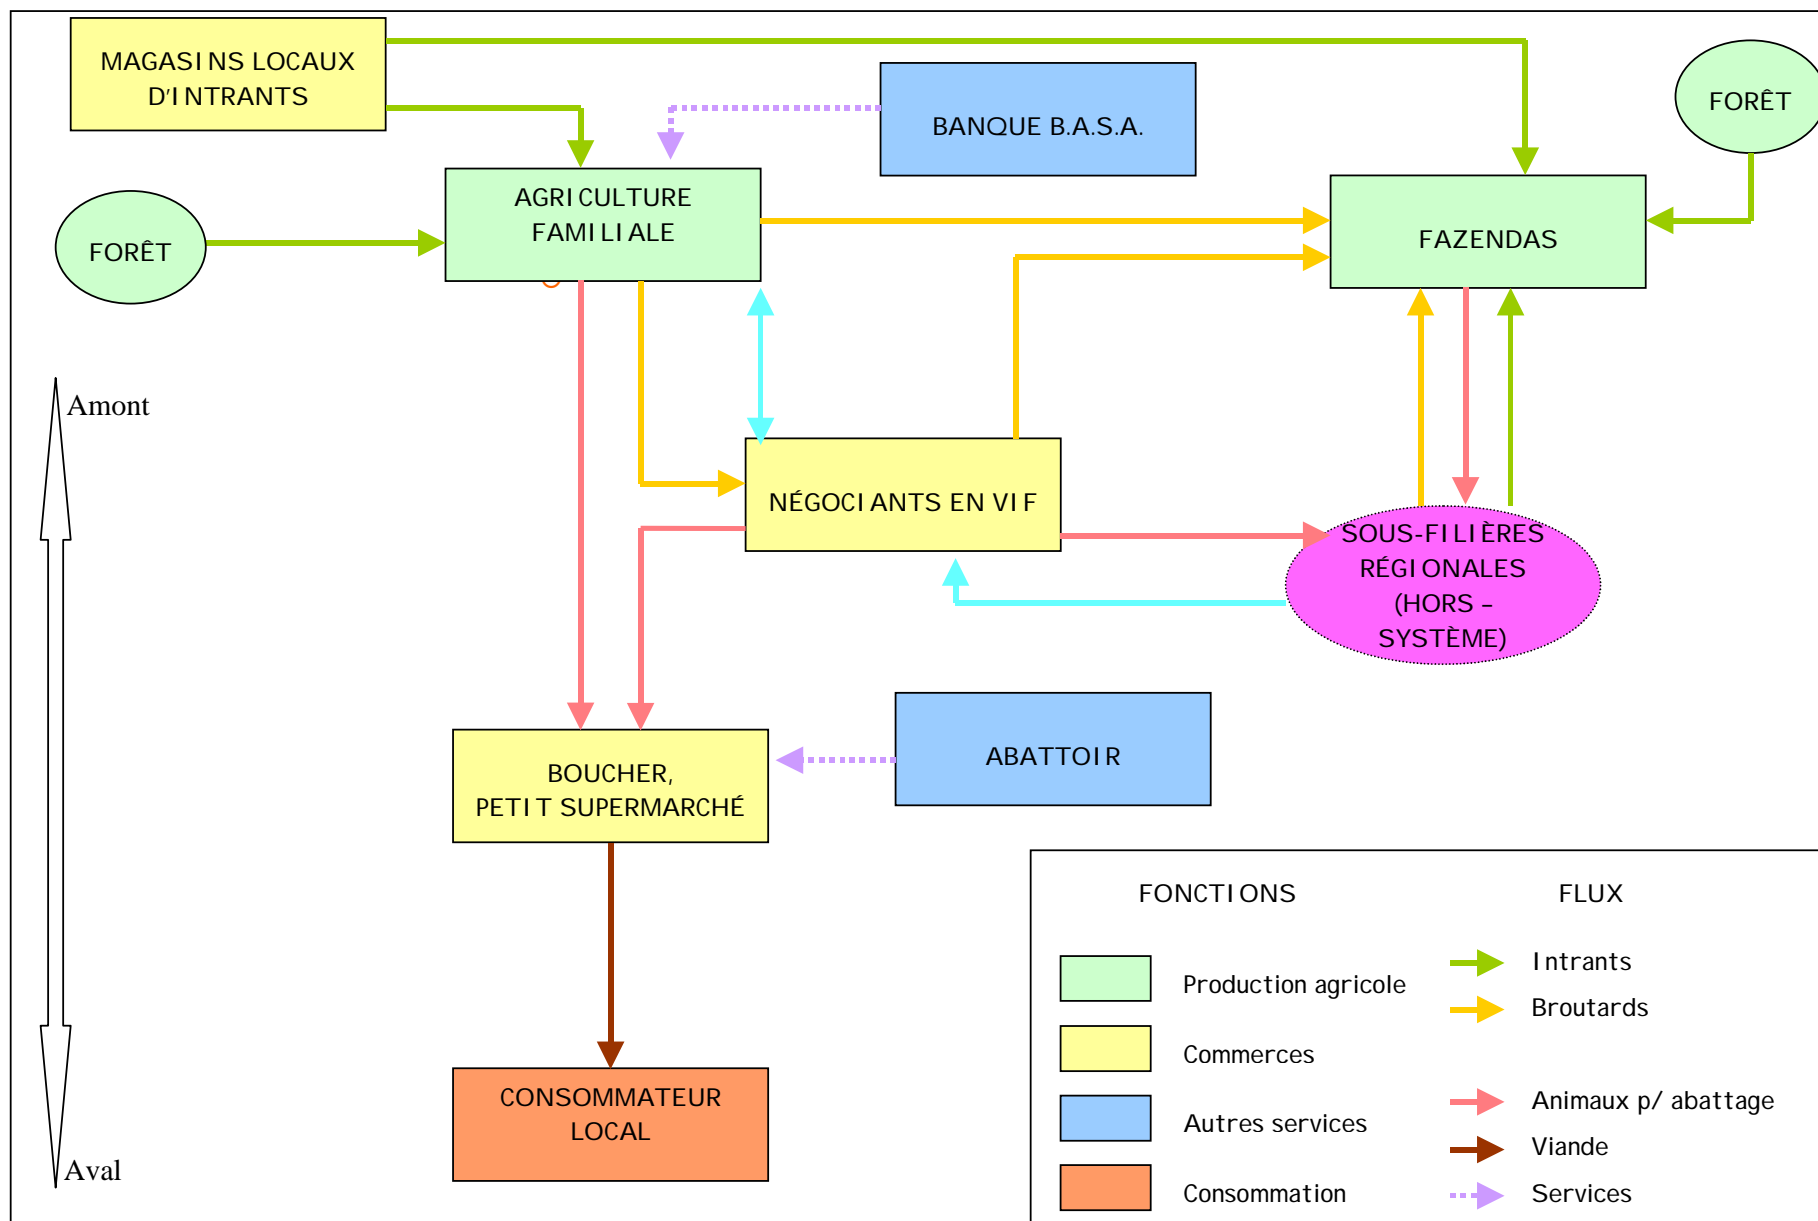 MAGASINS LOCAUX
D'INTRANTS
BANQUE B.A.S.A.
FORÊT
AGRICULTURE
FAMILIALE
FAZENDAS
FORÊT
Amont
NÉGOCIANTS EN VIF
SOUS-FILIÈRES
RÉGIONALES
(HORS –
SYSTÈME)
ABATTOIR
BOUCHER,
PETIT SUPERMARCHÉ
CONSOMMATEUR
LOCAL
Aval
FONCTIONS
Production agricole
Commerces
Autres services
Consommation
FLUX
Intrants
Broutards
Animaux p/ abattage
Viande
Services